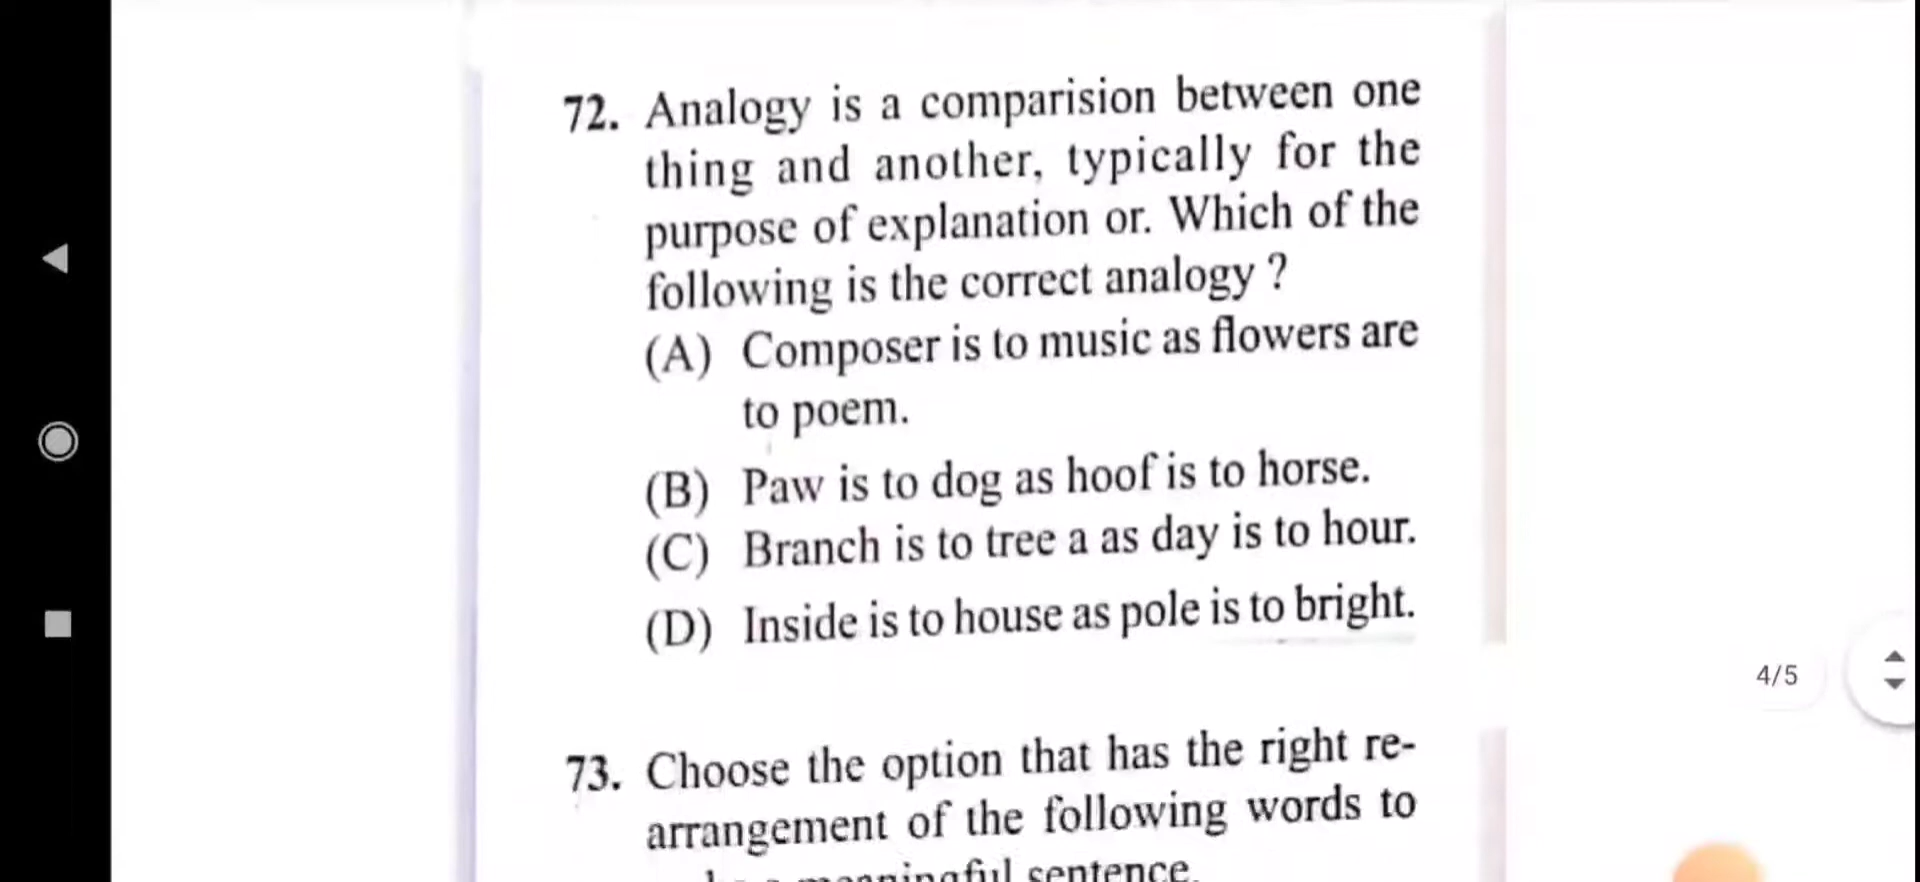 72. Analogy is a comparision between one
thing and another, typically for the
purpose of explanation or. Which of the
following is the correct analogy ?
(A) Composer is to music as flowers are
to poem.
(B) Paw is to dog as hoof is to horse.
(C) Branch is to tree a as day is to hour.
(D) Inside is to house as pole is to bright.
4/5
73. Choose the option that has the right re-
arrangement of the following words to
meaningful sentence.